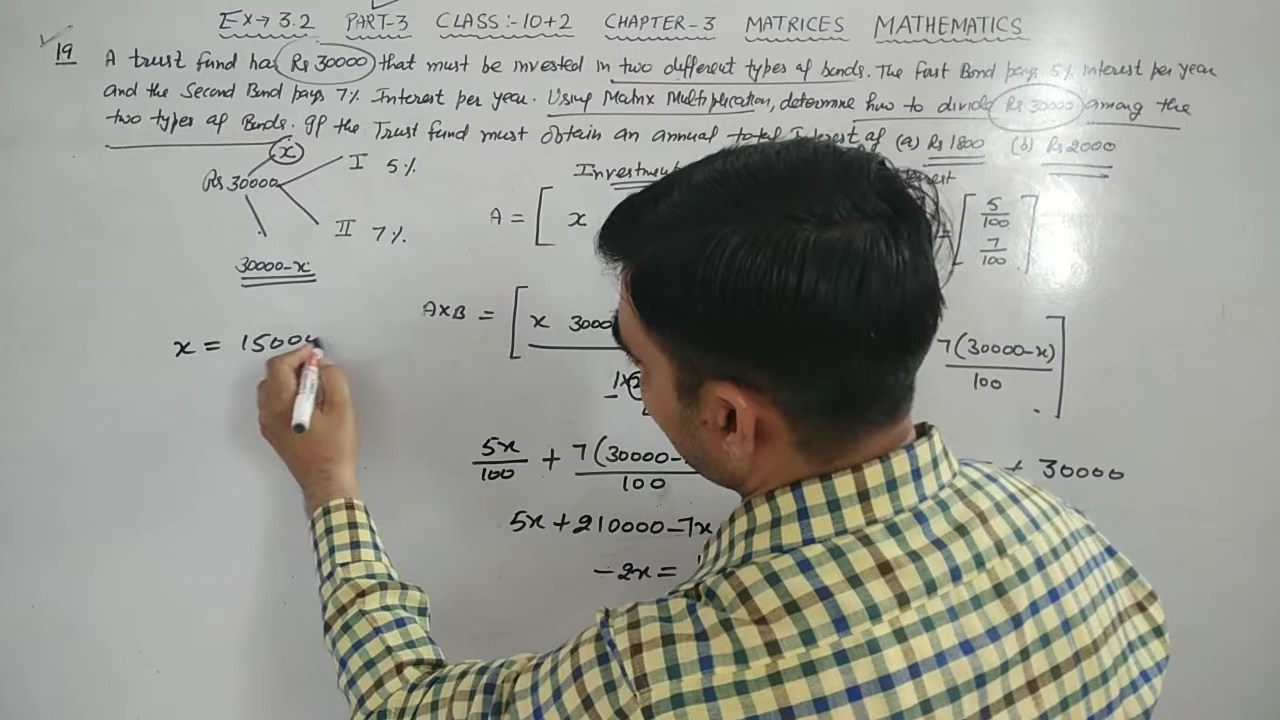 EX→3.2 PART-3 CLASS:-10+2 CHAPTER-3 MATRICES MATHEMATICS
19 A trust fund has Rs 30000 that must be invested in two different types of bonds. The First Bond pays 5% interest per year
and the Second Bond pays 7% Interest per year. Using Matrix Multiplication, determine how to divide Rs 30000 among the
two types of Bonds. If the Trust fund must obtain an annual total Interest of (a) Rs 1800 (b) Rs 2000
x
Rs 30000
I 5%
II 7%
30000-x
x = 1500
Investment
A = [ x
= [ 5/100 7/100 ]
AxB = [ x 3000
7(30000-x)/100 ]
5x/100 + 7(30000-
/100
+ 30000
5x+210000-7x
-2x =